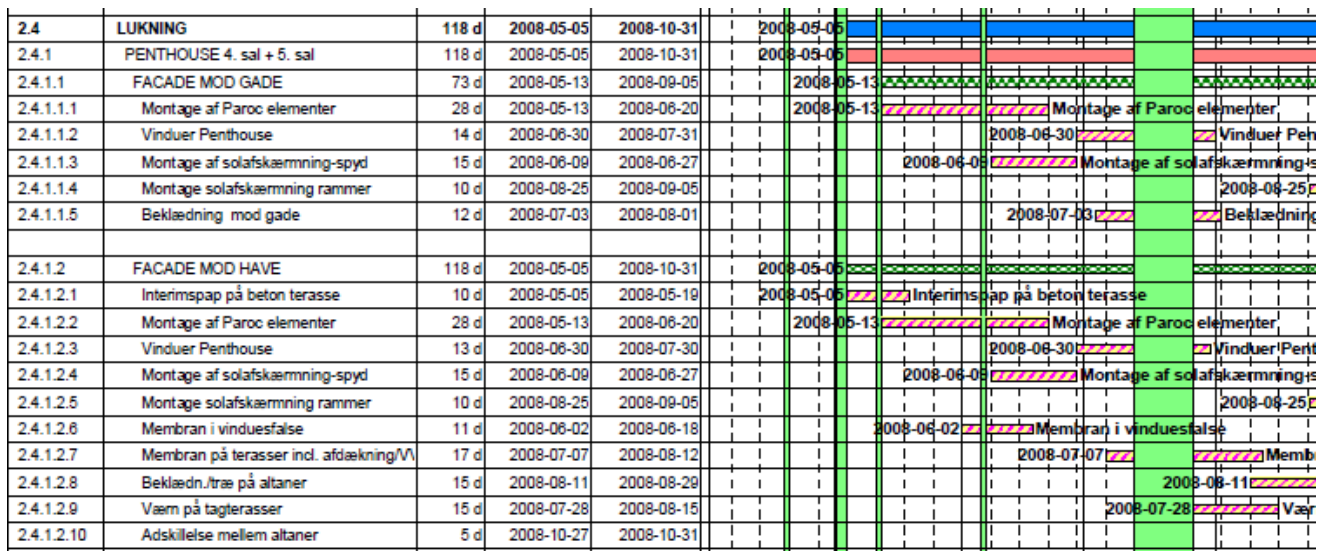 2.4 LUKNING 118 d 2008-05-05 2008-10-31 2008-05-05
2.4.1 PENTHOUSE 4. sal + 5. sal 118 d 2008-05-05 2008-10-31 2008-05-05
2.4.1.1 FACADE MOD GADE 73 d 2008-05-13 2008-09-05 2008-05-13
2.4.1.1.1 Montage af Paroc elementer 28 d 2008-05-13 2008-06-20 2008-05-13 Montage af Paroc elementer
2.4.1.1.2 Vinduer Penthouse 14 d 2008-06-30 2008-07-31 2008-06-30 Vinduer Pen
2.4.1.1.3 Montage af solafskærmning-spyd 15 d 2008-06-09 2008-06-27 2008-06-09 Montage af solafskærmning-s
2.4.1.1.4 Montage solafskærmning rammer 10 d 2008-08-25 2008-09-05 2008-08-25
2.4.1.1.5 Beklædning mod gade 12 d 2008-07-03 2008-08-01 2008-07-03 Beklædning
2.4.1.2 FACADE MOD HAVE 118 d 2008-05-05 2008-10-31 2008-05-05
2.4.1.2.1 Interimspap på beton terasse 10 d 2008-05-05 2008-05-19 2008-05-05 Interimspap på beton terasse
2.4.1.2.2 Montage af Paroc elementer 28 d 2008-05-13 2008-06-20 2008-05-13 Montage af Paroc elementer
2.4.1.2.3 Vinduer Penthouse 13 d 2008-06-30 2008-07-30 2008-06-30 Vinduer Pent
2.4.1.2.4 Montage af solafskærmning-spyd 15 d 2008-06-09 2008-06-27 2008-06-09 Montage af solafskærmning-s
2.4.1.2.5 Montage solafskærmning rammer 10 d 2008-08-25 2008-09-05 2008-08-25
2.4.1.2.6 Membran i vinduesfalse 11 d 2008-06-02 2008-06-18 2008-06-02 Membran i vinduesfalse
2.4.1.2.7 Membran på terasser incl. afdækning/V 17 d 2008-07-07 2008-08-12 2008-07-07 Memb
2.4.1.2.8 Beklædn./træ på altaner 15 d 2008-08-11 2008-08-29 2008-08-11
2.4.1.2.9 Værn på tagterasser 15 d 2008-07-28 2008-08-15 2008-07-28 Vær
2.4.1.2.10 Adskillelse mellem altaner 5 d 2008-10-27 2008-10-31